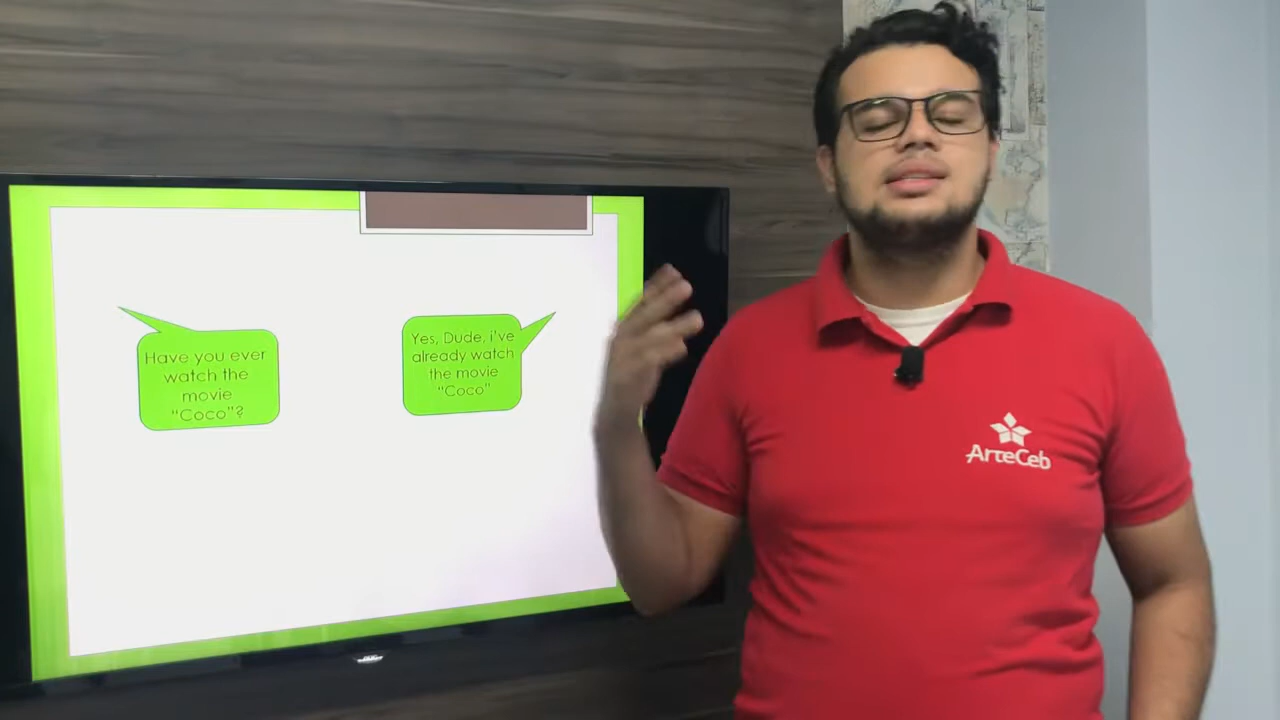 Have you ever
watch the
movie
“Coco”?
Yes, Dude, i’ve
already watch
the movie
“Coco”
ArteCeb